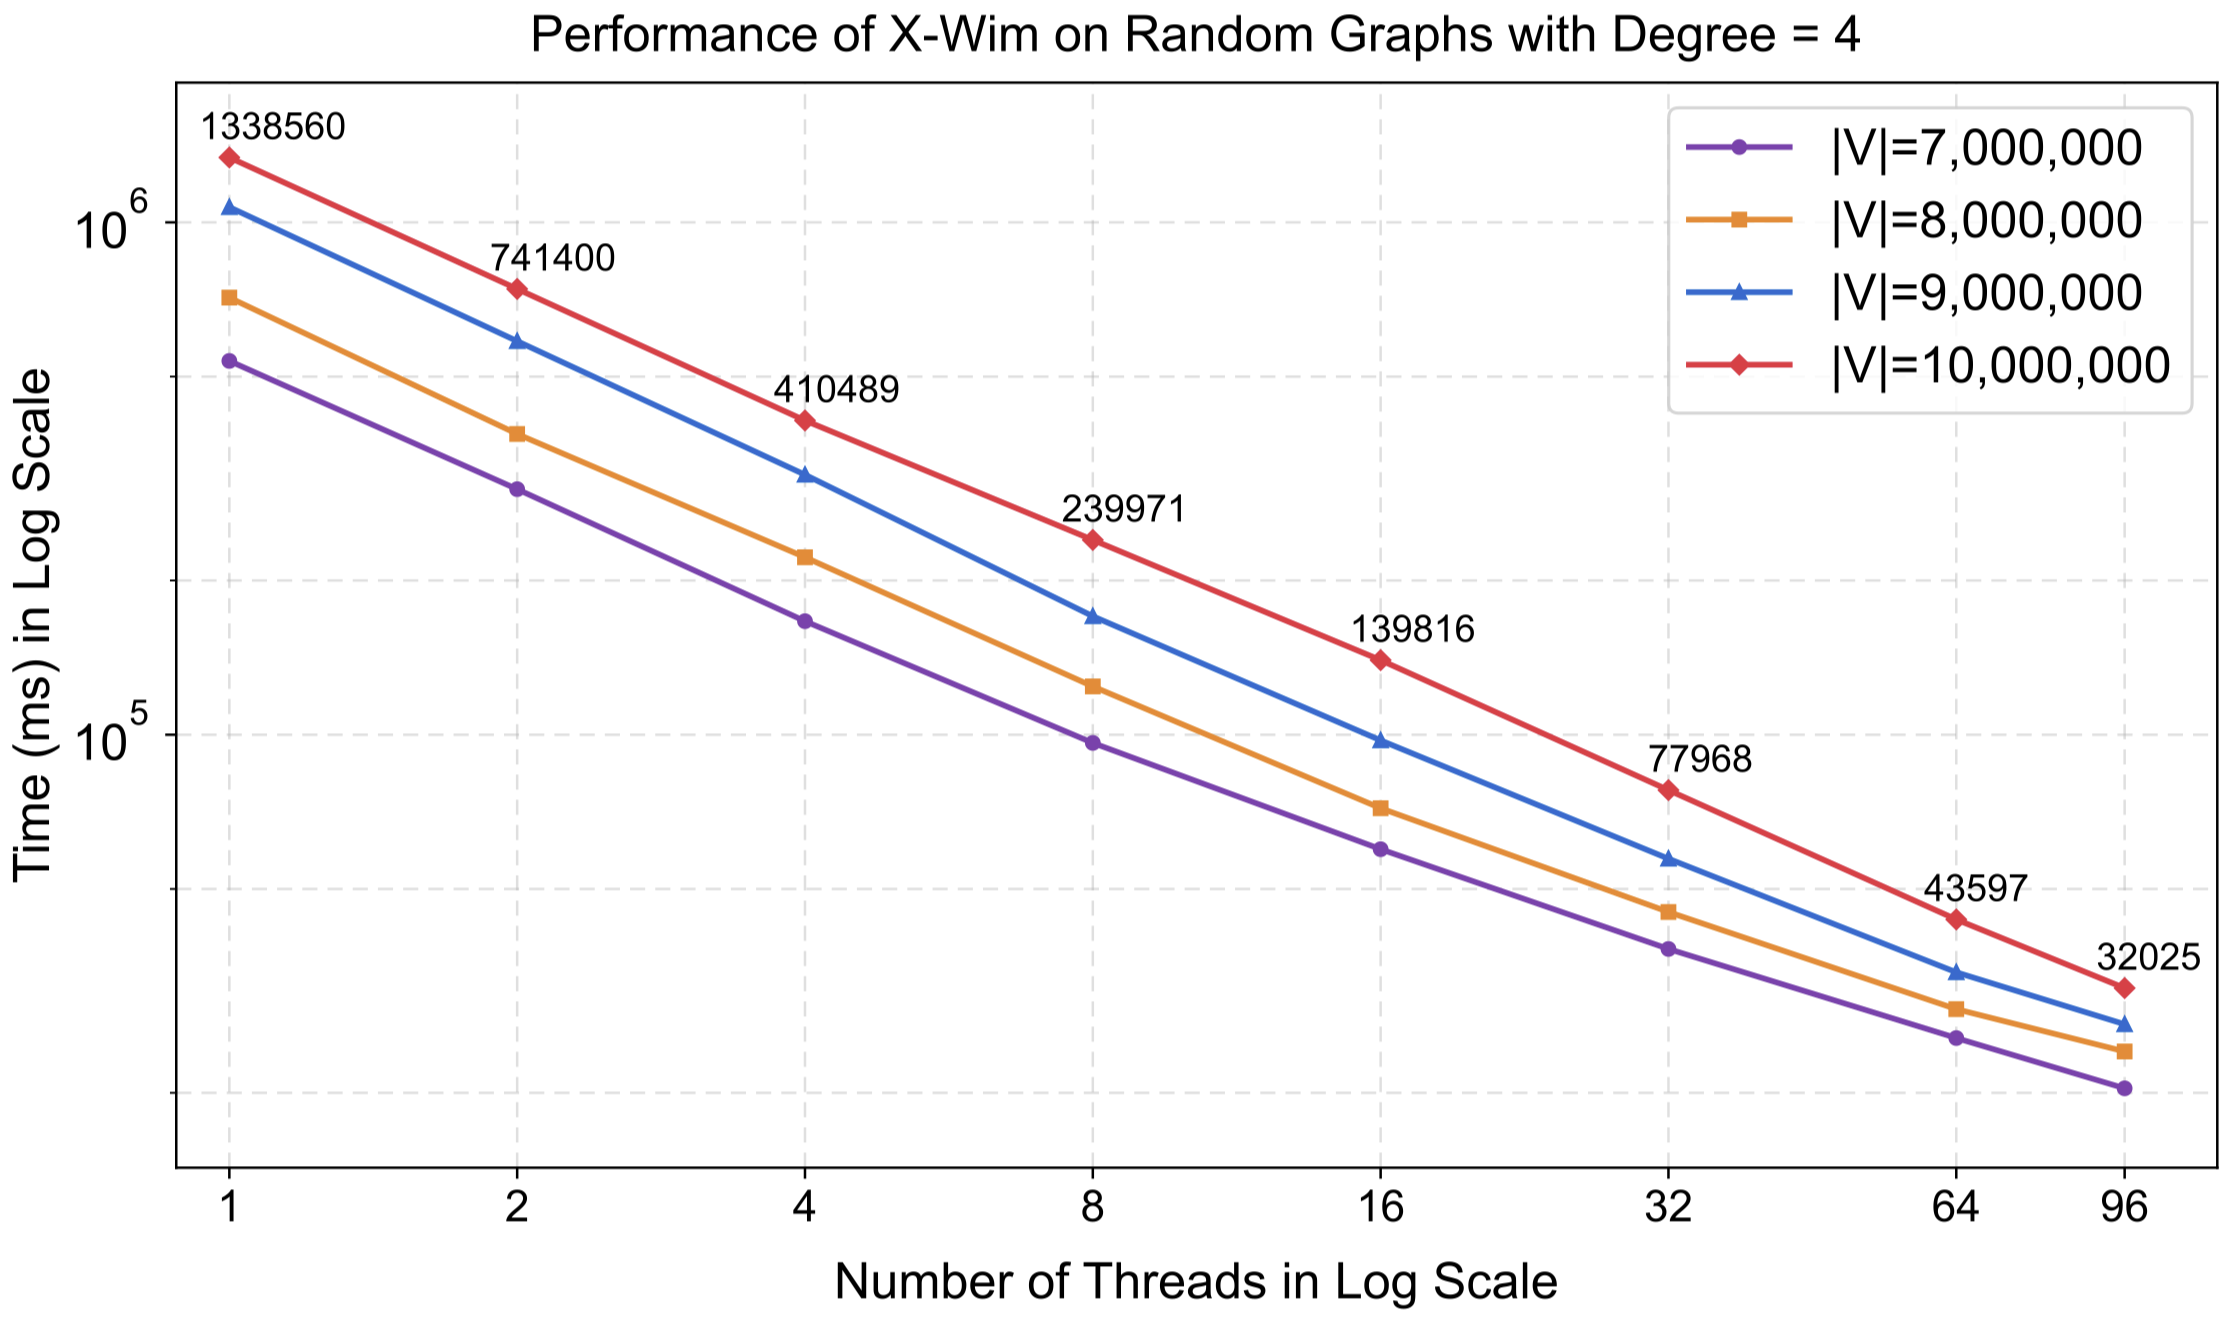 Performance of X-Wim on Random Graphs with Degree = 4
1338560
741400
410489
239971
139816
77968
43597
32025
|V|=7,000,000
|V|=8,000,000
|V|=9,000,000
|V|=10,000,000
10^6
10^5
Time (ms) in Log Scale
1 2 4 8 16 32 64 96
Number of Threads in Log Scale